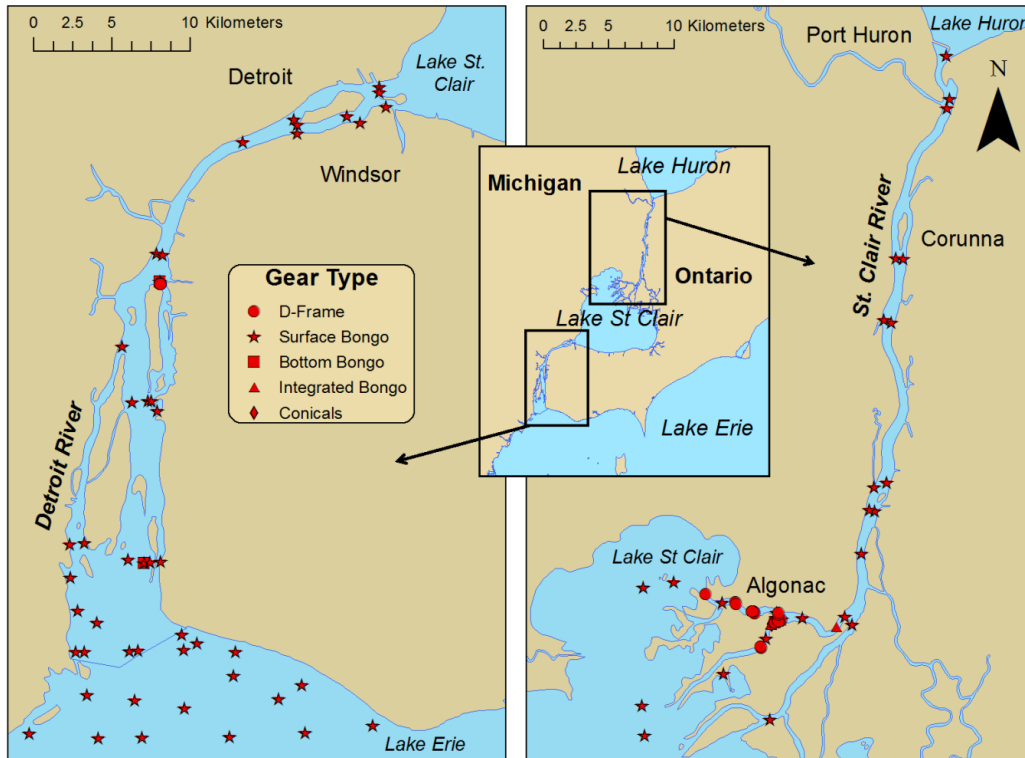 0 2.5 5 10 Kilometers
Detroit
Lake St.
Clair
Windsor
Detroit River
Lake Erie
Gear Type
D-Frame
Surface Bongo
Bottom Bongo
Integrated Bongo
Conicals
Lake Huron
Michigan
Ontario
Lake St Clair
Lake Erie
0 2.5 5 10 Kilometers
Lake Huron
Port Huron
N
St. Clair River
Corunna
Lake St Clair
Algonac